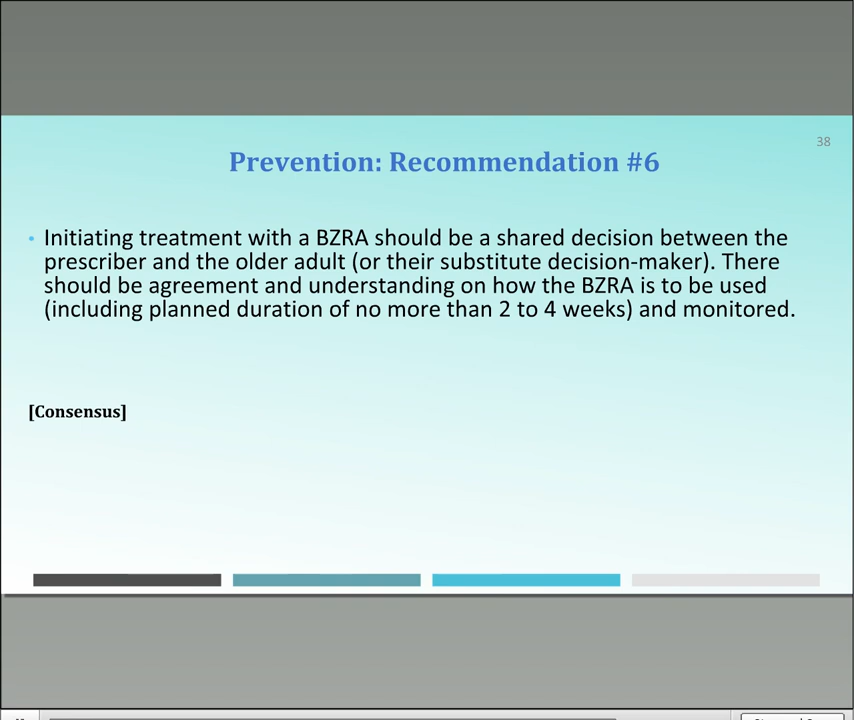 38
Prevention: Recommendation #6
• Initiating treatment with a BZRA should be a shared decision between the
prescriber and the older adult (or their substitute decision-maker). There
should be agreement and understanding on how the BZRA is to be used
(including planned duration of no more than 2 to 4 weeks) and monitored.
[Consensus]